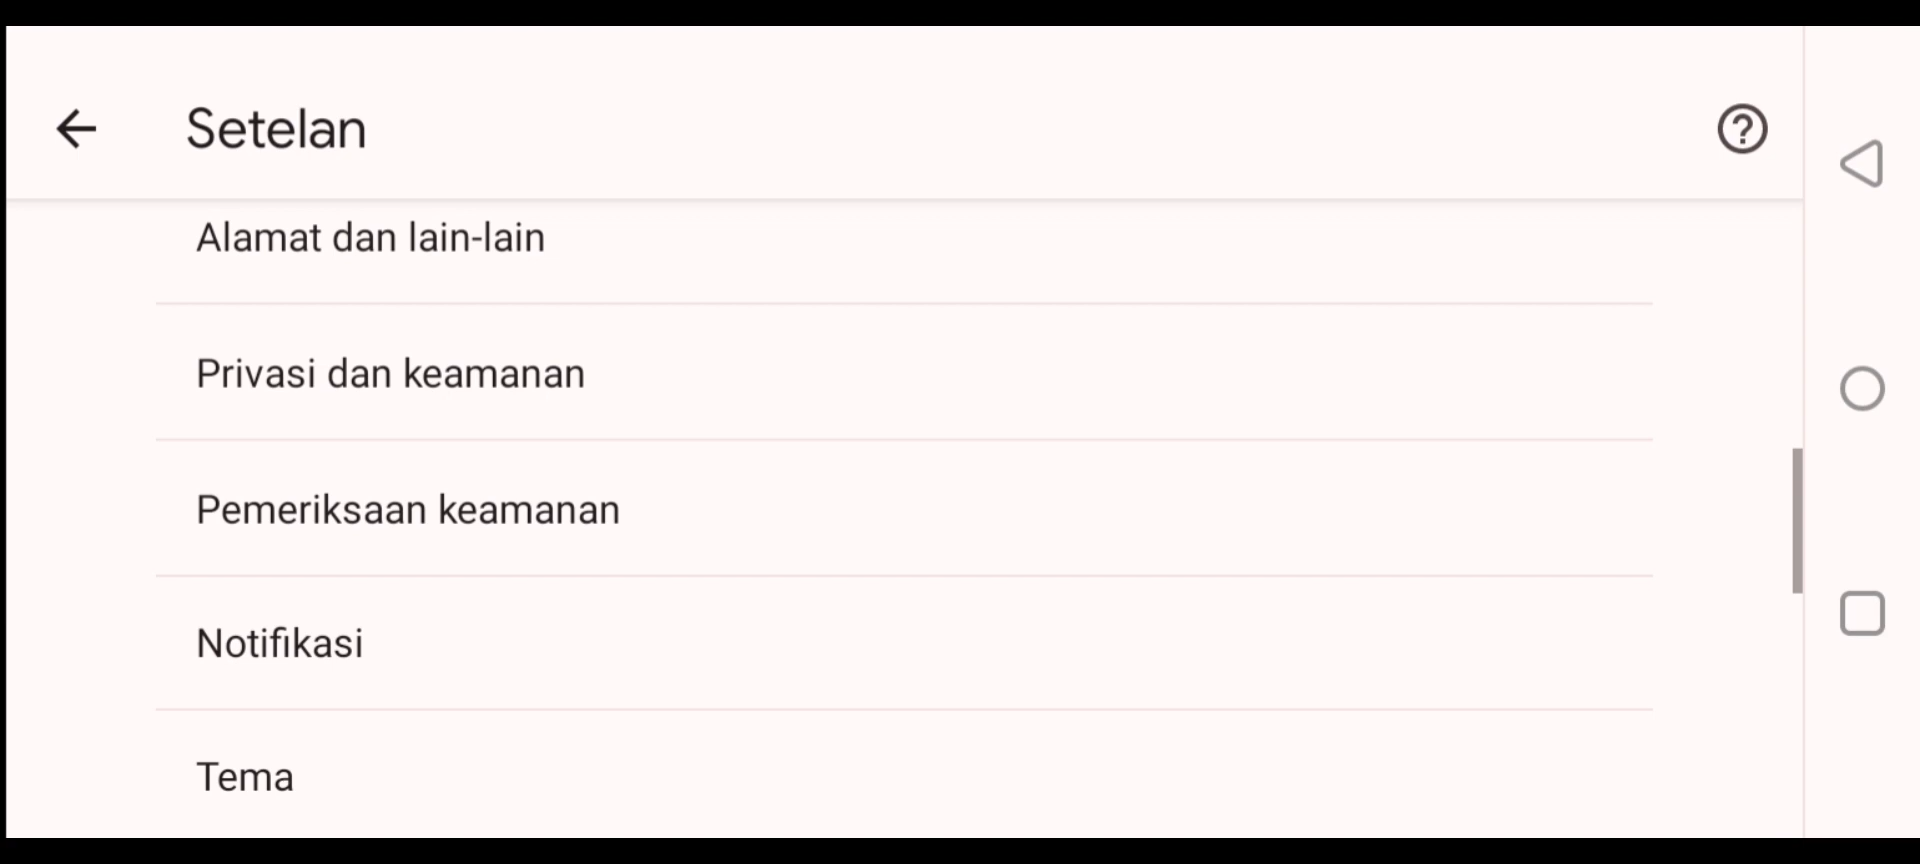 Setelan
Alamat dan lain-lain
Privasi dan keamanan
Pemeriksaan keamanan
Notifikasi
Tema